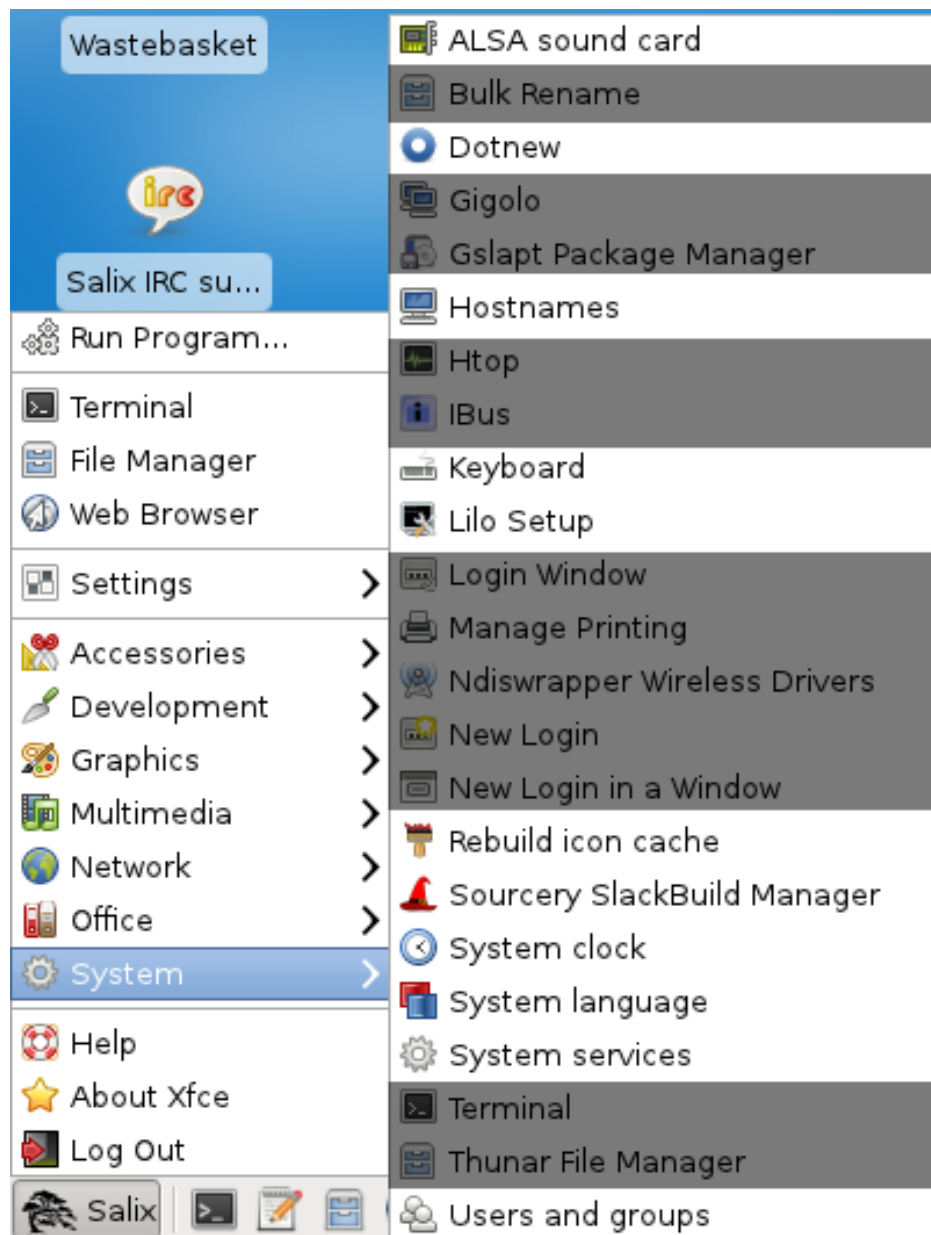 Wastebasket
irc
Salix IRC su...
Run Program...
Terminal
File Manager
Web Browser
Settings
Accessories
Development
Graphics
Multimedia
Network
Office
System
Help
About Xfce
Log Out
Salix
ALSA sound card
Bulk Rename
Dotnew
Gigolo
Gslapt Package Manager
Hostnames
Htop
IBus
Keyboard
Lilo Setup
Login Window
Manage Printing
Ndiswrapper Wireless Drivers
New Login
New Login in a Window
Rebuild icon cache
Sourcery SlackBuild Manager
System clock
System language
System services
Terminal
Thunar File Manager
Users and groups